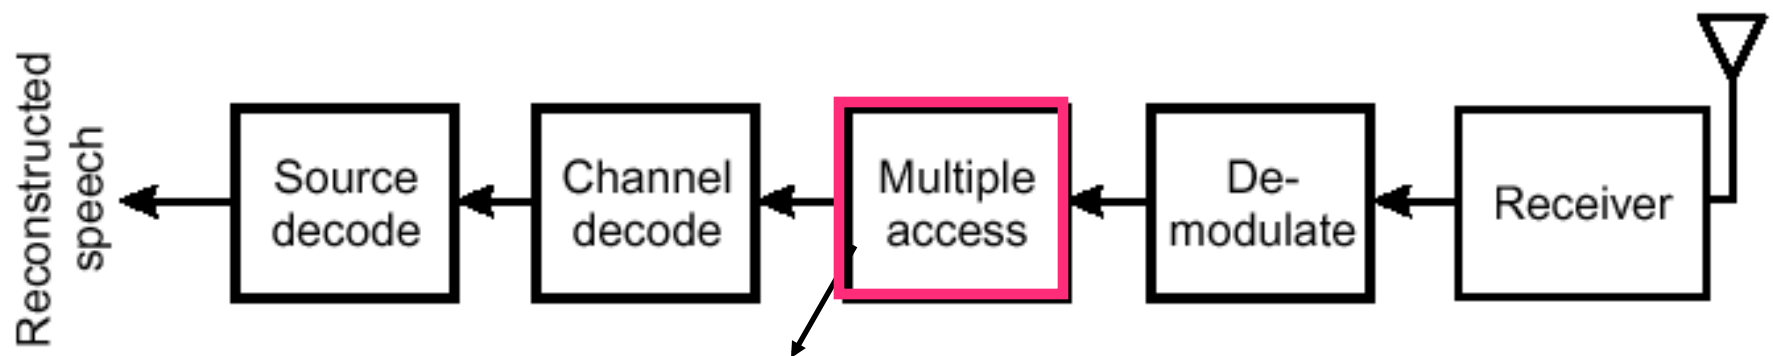 Reconstructed
speech
Source
decode
Channel
decode
Multiple
access
De-
modulate
Receiver